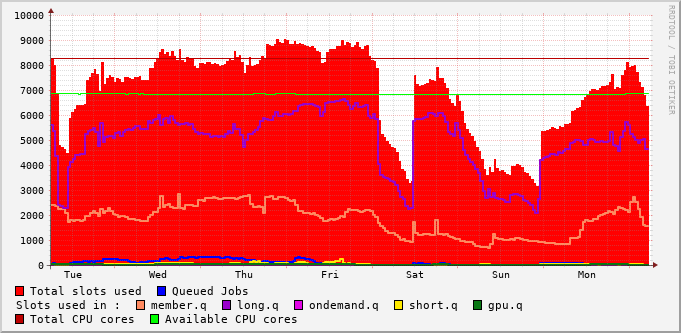 RRDTOOL / TOBI OETIKER
10000
9000
8000
7000
6000
5000
4000
3000
2000
1000
0
Tue Wed Thu Fri Sat Sun Mon
Total slots used Queued Jobs
Slots used in : member.q long.q ondemand.q short.q gpu.q
Total CPU cores Available CPU cores